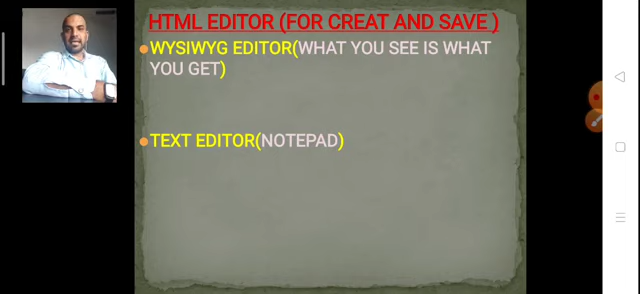 HTML EDITOR (FOR CREAT AND SAVE )
WYSIWYG EDITOR(WHAT YOU SEE IS WHAT
YOU GET)
TEXT EDITOR(NOTEPAD)